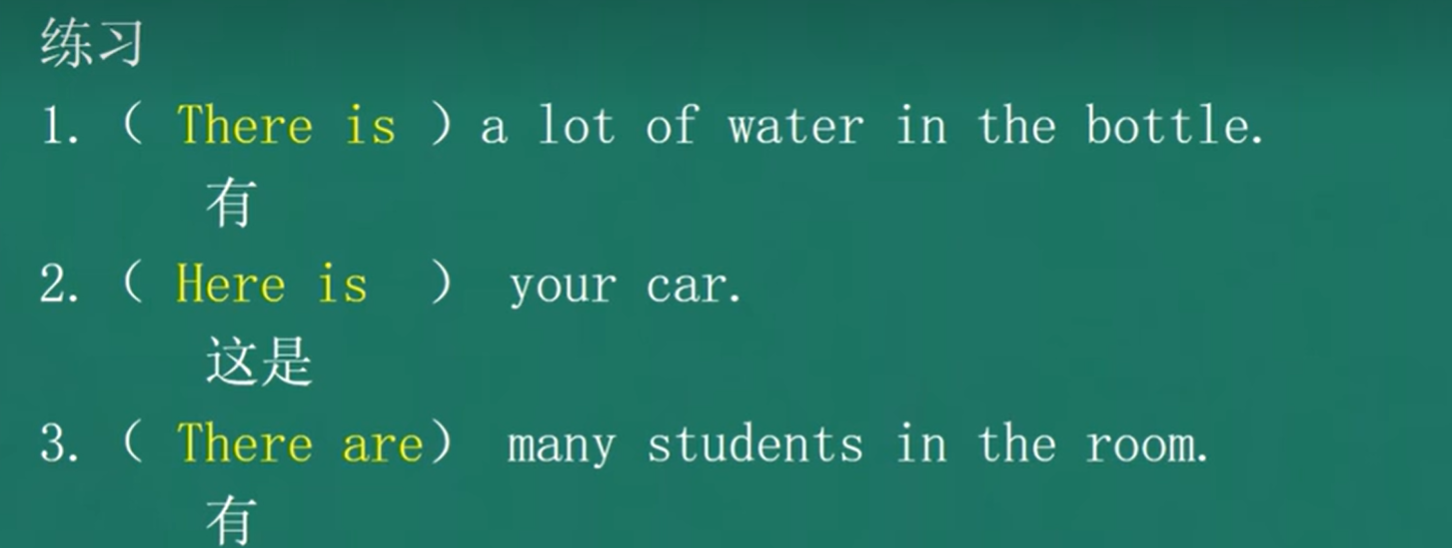 练习
1. ( There is ) a lot of water in the bottle.
有
2. ( Here is ) your car.
这是
3. ( There are) many students in the room.
有